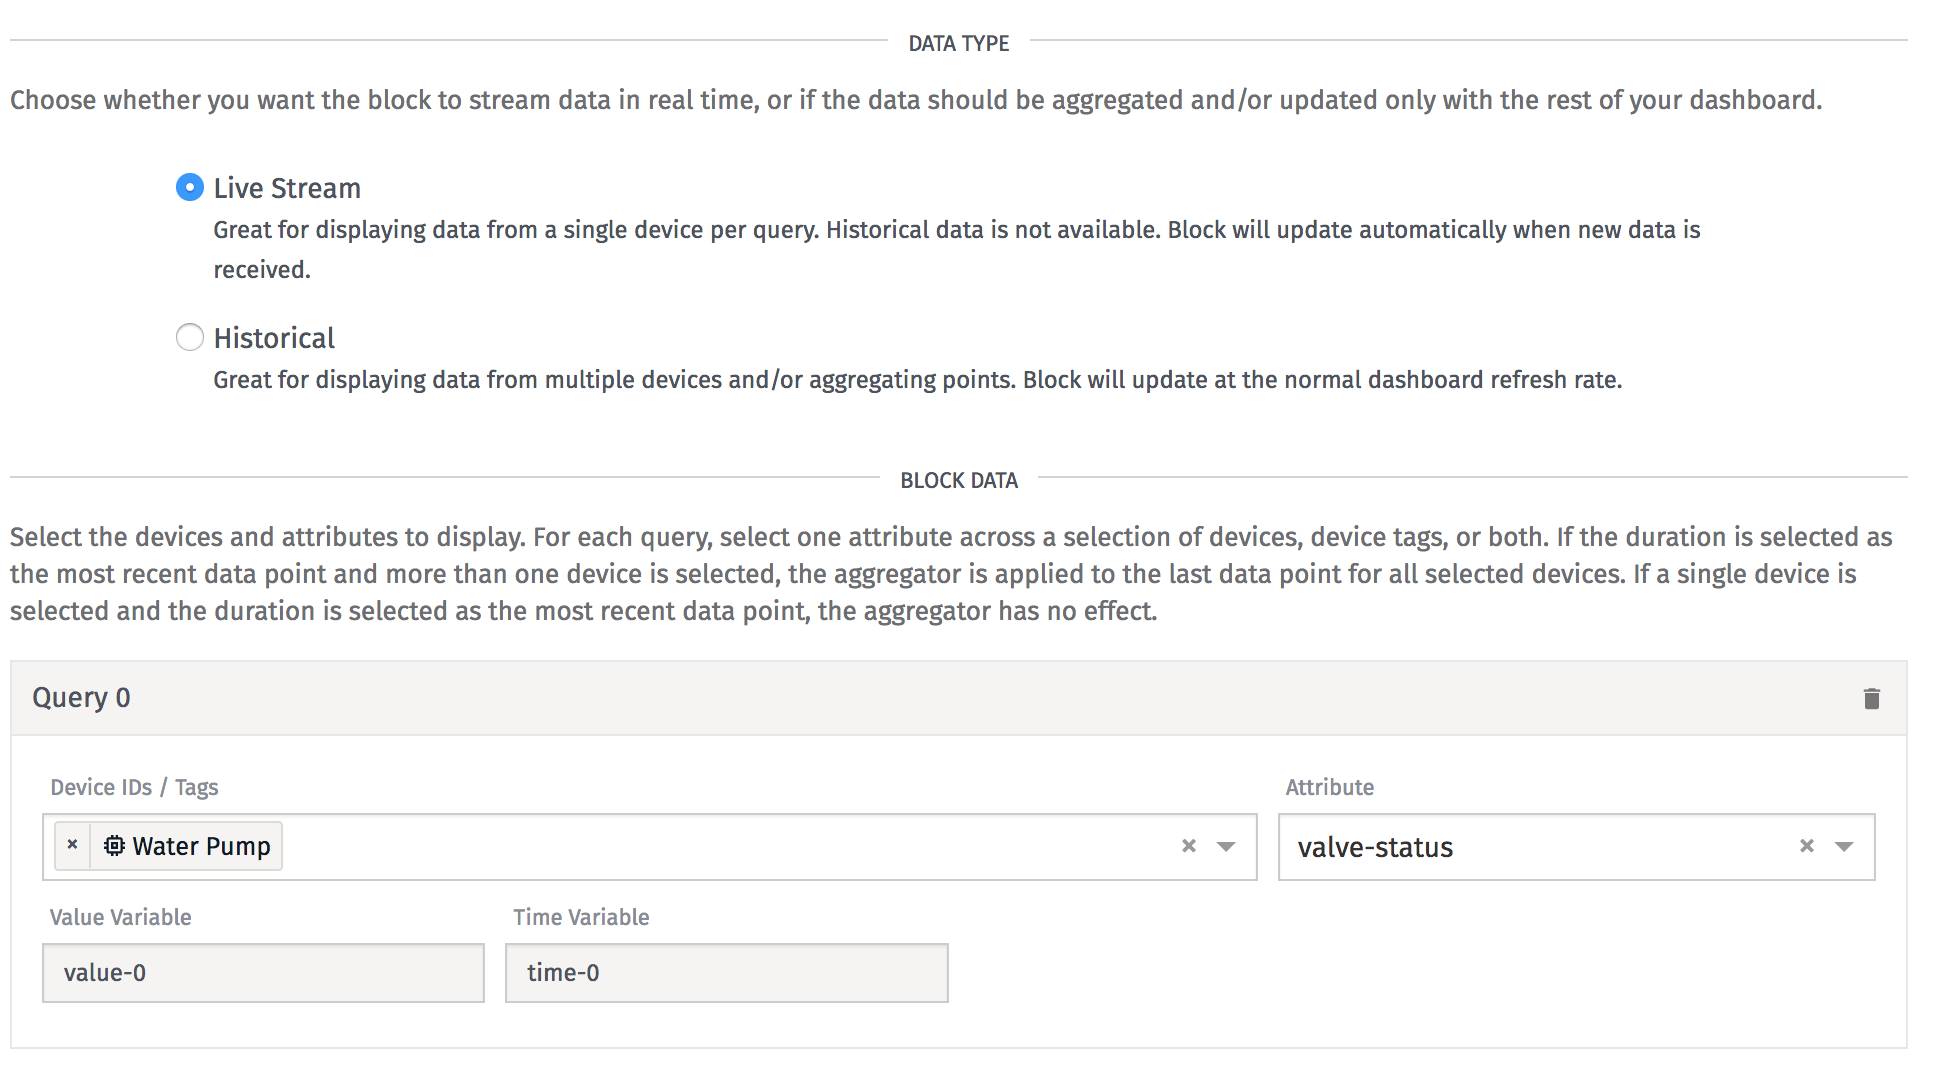 DATA TYPE
Choose whether you want the block to stream data in real time, or if the data should be aggregated and/or updated only with the rest of your dashboard.
Live Stream
Great for displaying data from a single device per query. Historical data is not available. Block will update automatically when new data is
received.
Historical
Great for displaying data from multiple devices and/or aggregating points. Block will update at the normal dashboard refresh rate.
BLOCK DATA
Select the devices and attributes to display. For each query, select one attribute across a selection of devices, device tags, or both. If the duration is selected as
the most recent data point and more than one device is selected, the aggregator is applied to the last data point for all selected devices. If a single device is
selected and the duration is selected as the most recent data point, the aggregator has no effect.
Query 0
Device IDs / Tags
Attribute
Water Pump
valve-status
Value Variable
Time Variable
value-0
time-0